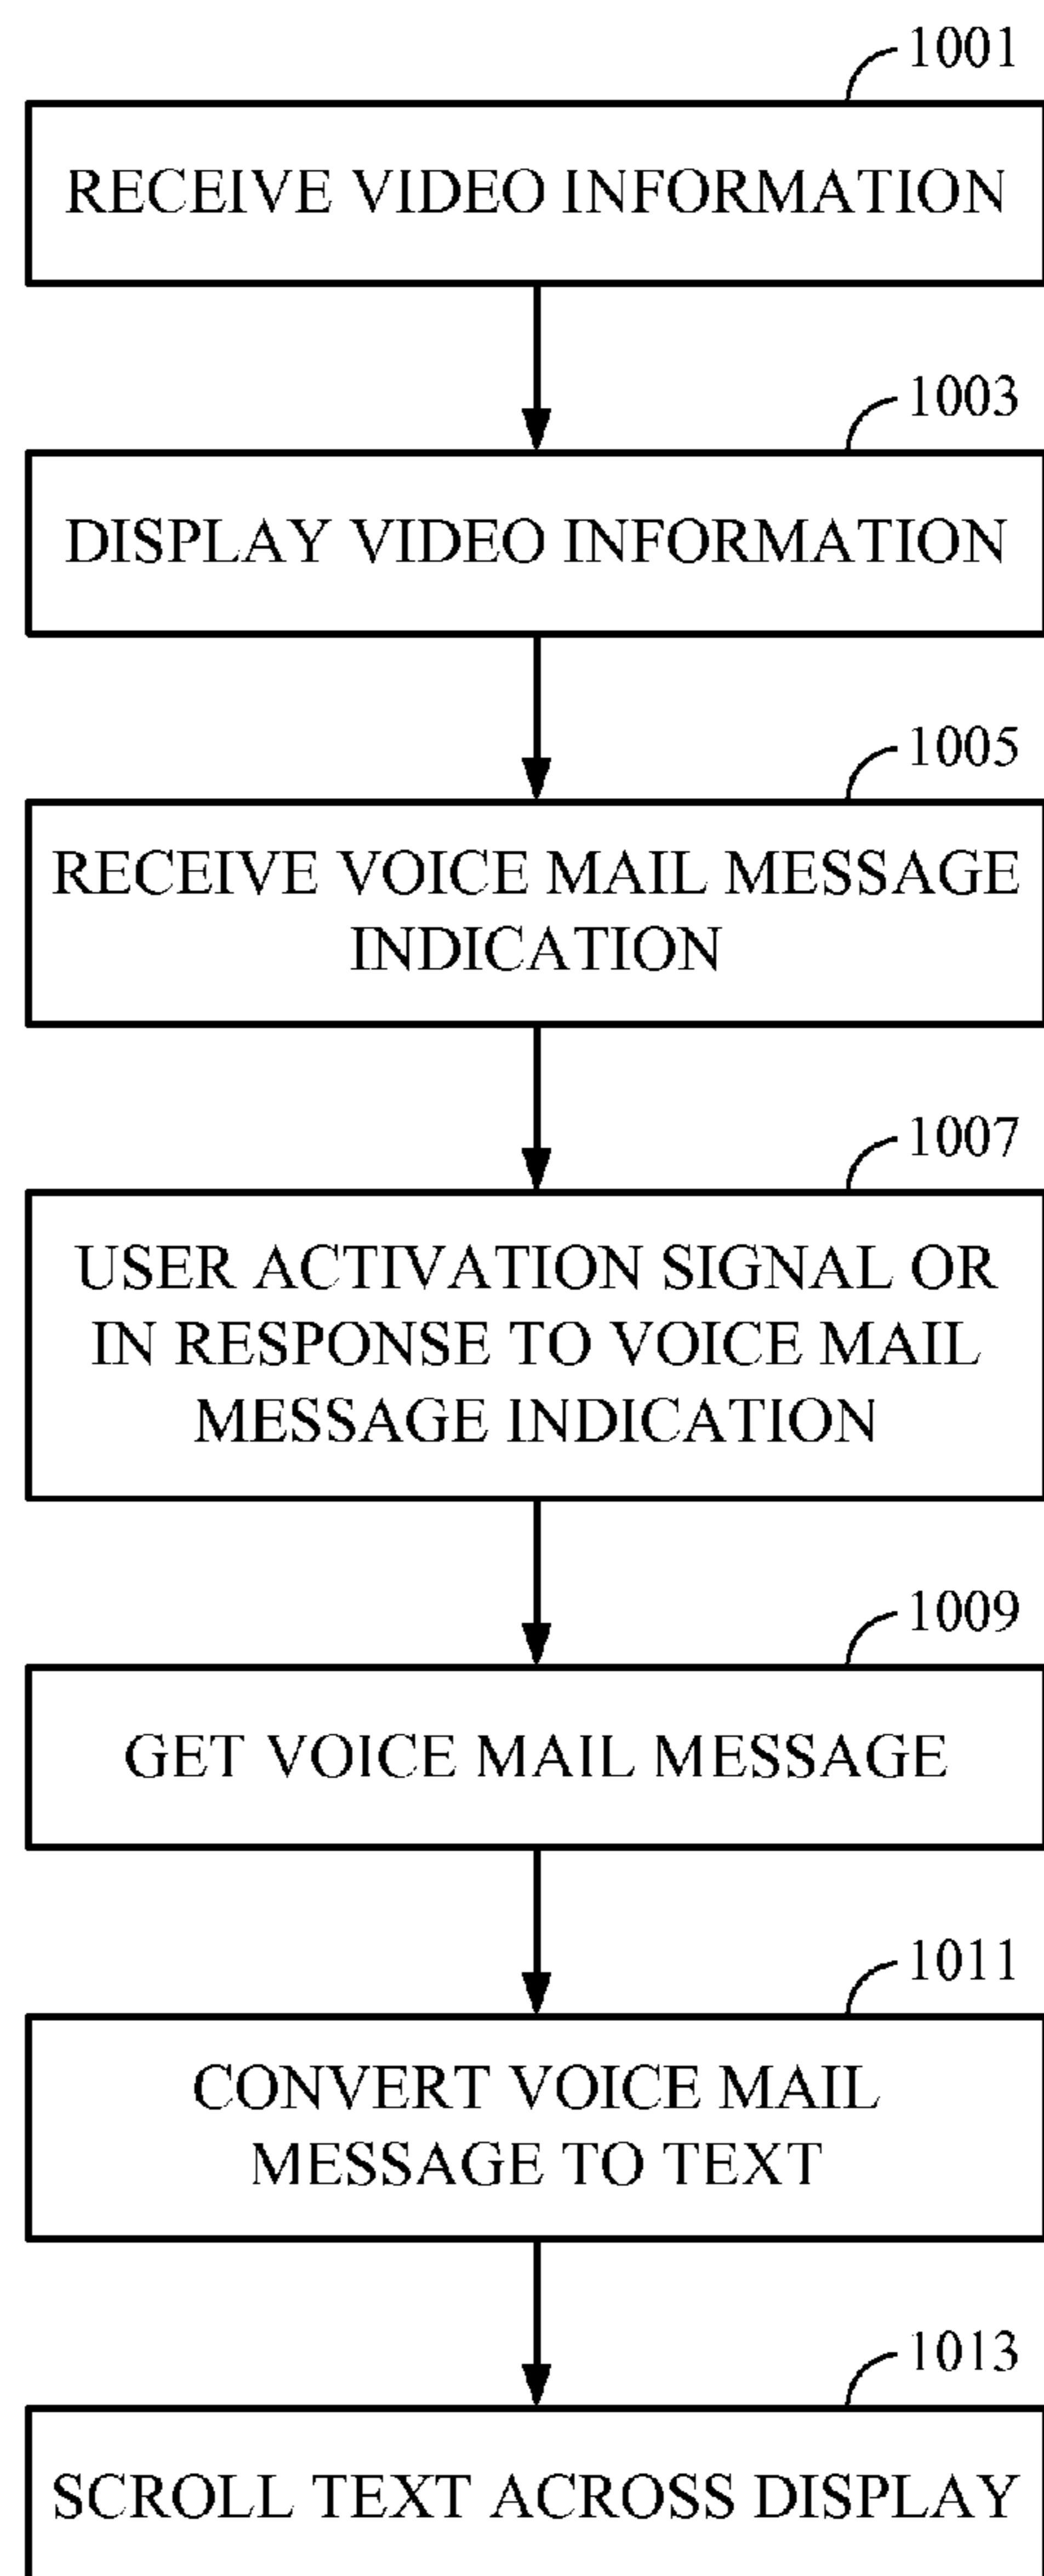 1001
RECEIVE VIDEO INFORMATION
1003
DISPLAY VIDEO INFORMATION
1005
RECEIVE VOICE MAIL MESSAGE
INDICATION
1007
USER ACTIVATION SIGNAL OR
IN RESPONSE TO VOICE MAIL
MESSAGE INDICATION
1009
GET VOICE MAIL MESSAGE
1011
CONVERT VOICE MAIL
MESSAGE TO TEXT
1013
SCROLL TEXT ACROSS DISPLAY